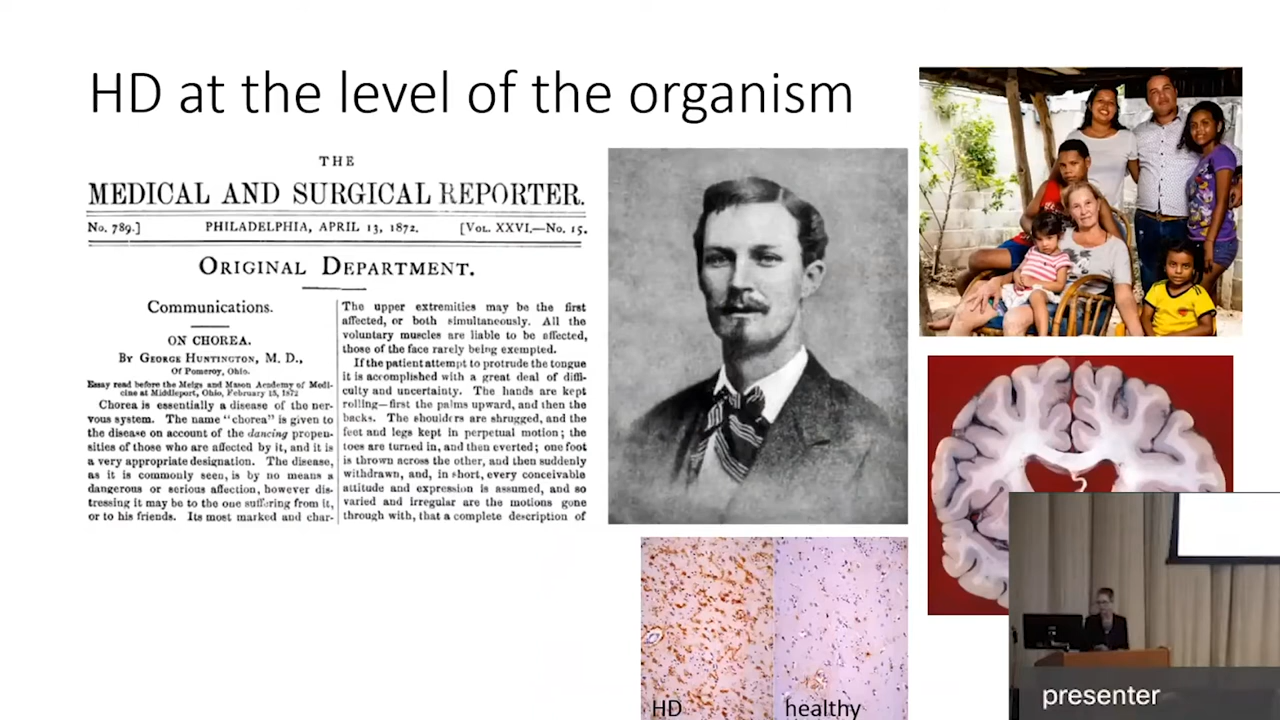 HD at the level of the organism
THE
MEDICAL AND SURGICAL REPORTER.
No. 789.]
PHILADELPHIA, APRIL 13, 1872.
[VOL. XXVI.—No. 15.
ORIGINAL DEPARTMENT.
Communications.
ON CHOREA.
BY GEORGE HUNTINGTON, M. D.,
Of Pomeroy, Ohio.
Essay read before the Meigs and Mason Academy of Medi-
cine at Middleport, Ohio, February 15, 1872
Chorea is essentially a disease of the ner-
vous system. The name "chorea" is given to
the disease on account of the dancing propen-
sities of those who are affected by it, and it is
a very appropriate designation. The disease,
as it is commonly seen, is by no means a
dangerous or serious affection, however dis-
tressing it may be to the one suffering from it,
or to his friends. Its most marked and char-
The upper extremities may be the first
affected, or both simultaneously. All the
voluntary muscles are liable to be affected,
those of the face rarely being exempted.
If the patient attempt to protrude the tongue
it is accomplished with a great deal of diffi-
culty and uncertainty. The hands are kept
rolling—first the palms upward, and then the
backs. The shoulders are shrugged, and the
feet and legs kept in perpetual motion; the
toes are turned in, and then everted; one foot
is thrown across the other, and then suddenly
withdrawn, and, in short, every conceivable
attitude and expression is assumed, and so
varied and irregular are the motions gone
through with, that a complete description of
HD
healthy
presenter